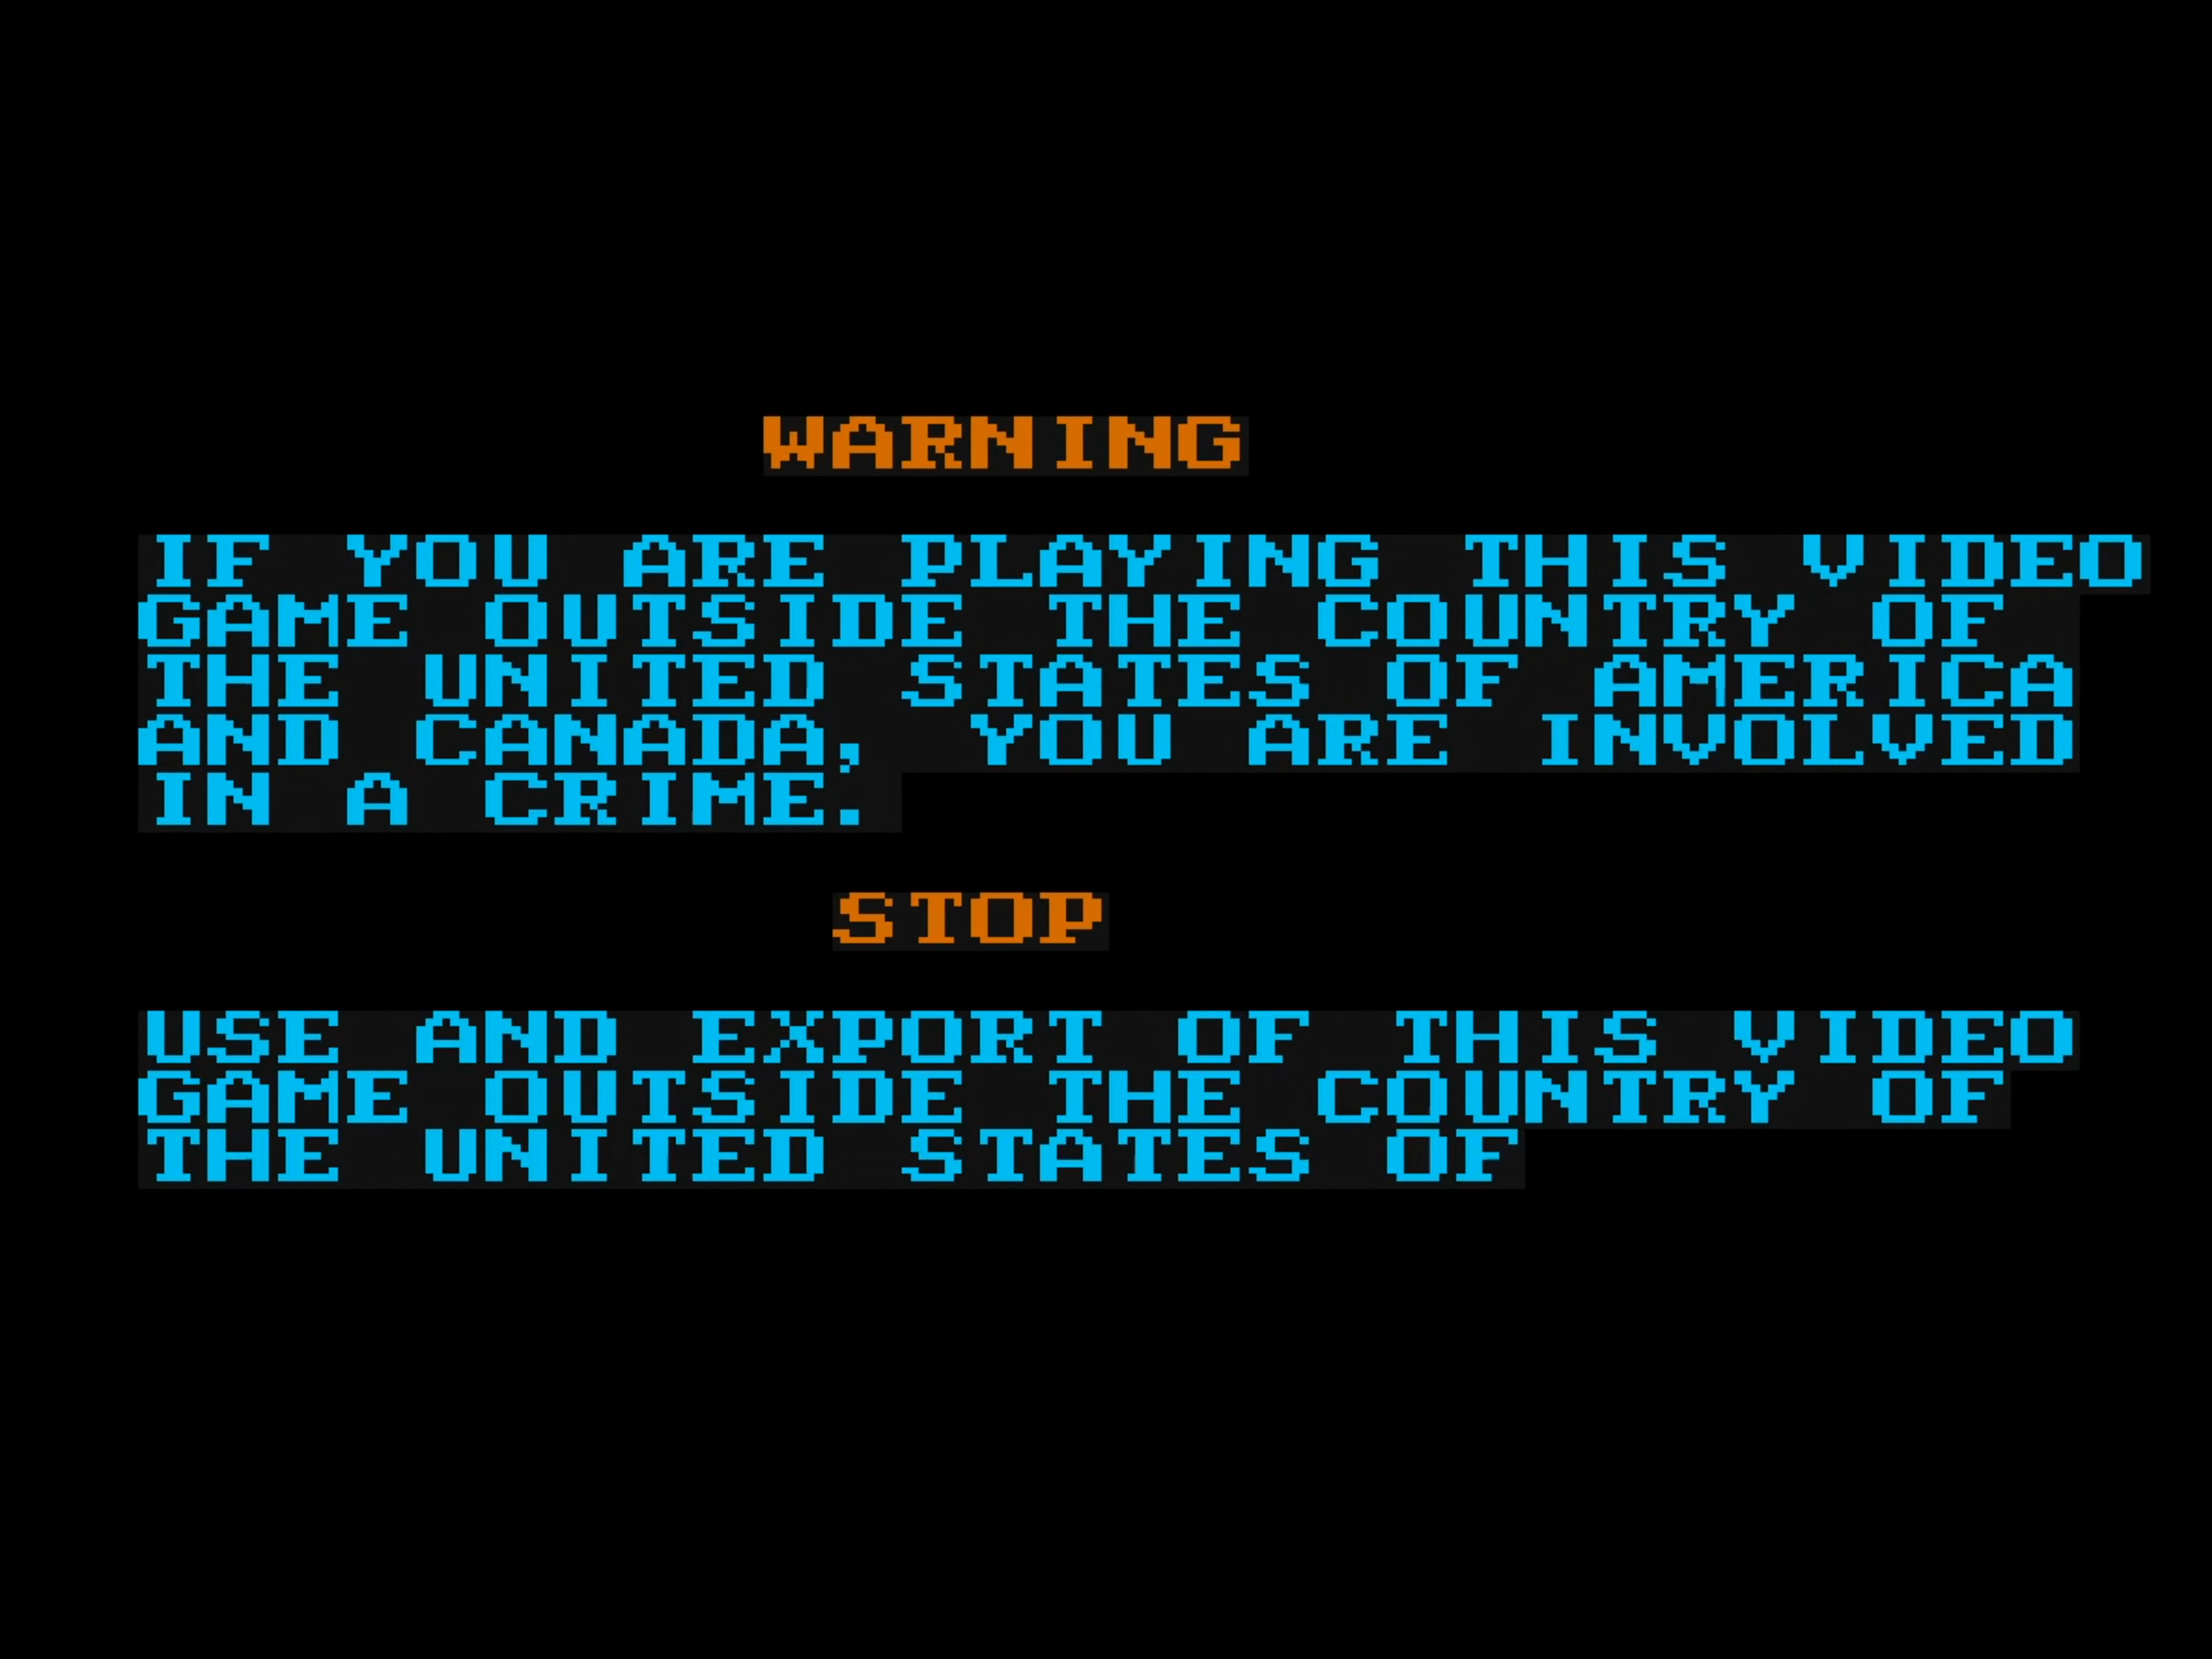 WARNING
IF YOU ARE PLAYING THIS VIDEO
GAME OUTSIDE THE COUNTRY OF
THE UNITED STATES OF AMERICA
AND CANADA, YOU ARE INVOLVED
IN A CRIME.
STOP
USE AND EXPORT OF THIS VIDEO
GAME OUTSIDE THE COUNTRY OF
THE UNITED STATES OF